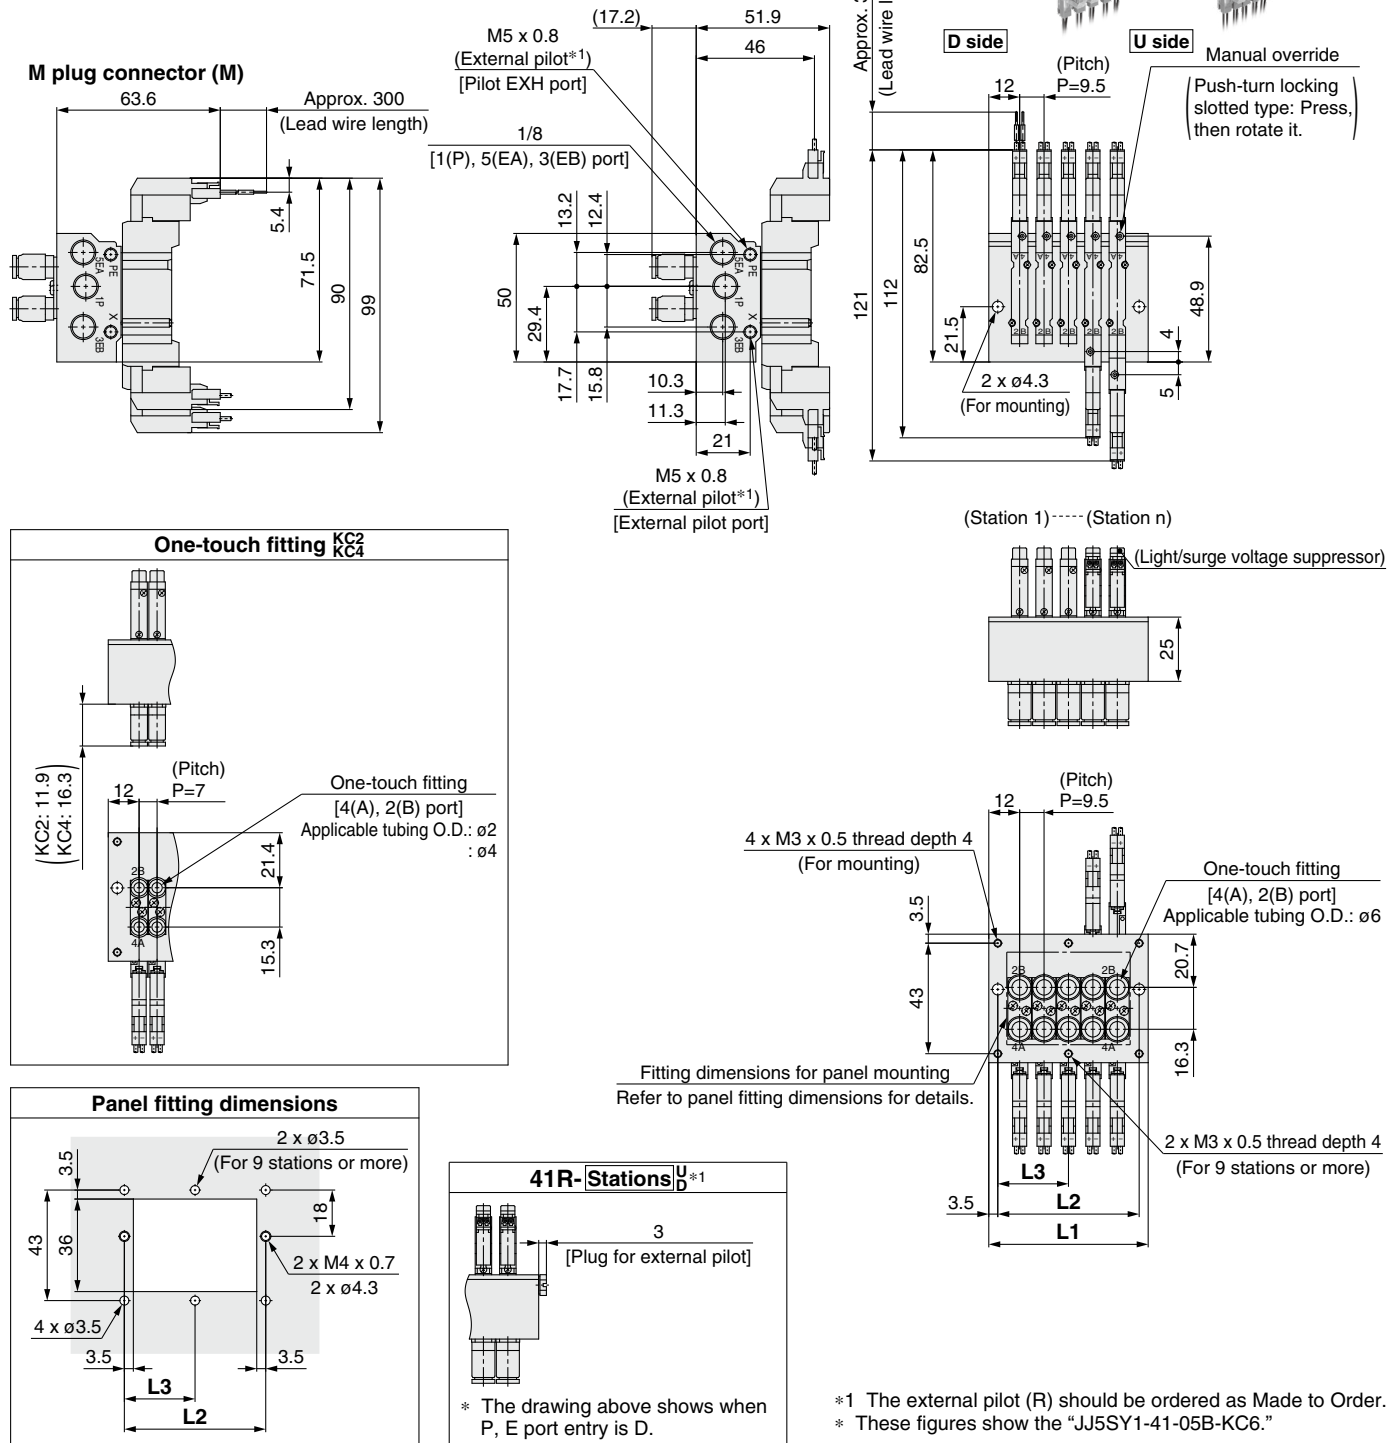 M plug connector (M)
63.6
Approx. 300
(Lead wire length)
5.4
71.5
90
99
5EA
PE
1P
X
3EB
(17.2)
51.9
46
M5 x 0.8
(External pilot*1)
[Pilot EXH port]
1/8
[1(P), 5(EA), 3(EB) port]
13.2
12.4
50
29.4
17.7
15.8
5EA
PE
1P
X
3EB
10.3
11.3
21
M5 x 0.8
(External pilot*1)
[External pilot port]
D side
U side
(Pitch)
P=9.5
12
Manual override
(Push-turn locking
slotted type: Press,
then rotate it.)
121
112
82.5
21.5
48.9
4
5
2 x ø4.3
(For mounting)
(Station 1)-----(Station n)
(Light/surge voltage suppressor)
25
One-touch fitting KC2
KC4
(KC2: 11.9
KC4: 16.3)
(Pitch)
12
P=7
One-touch fitting
[4(A), 2(B) port]
Applicable tubing O.D.: ø2
: ø4
2B
4A
21.4
15.3
(Pitch)
12
P=9.5
4 x M3 x 0.5 thread depth 4
(For mounting)
3.5
43
One-touch fitting
[4(A), 2(B) port]
Applicable tubing O.D.: ø6
2B
2B
4A
4A
20.7
16.3
Fitting dimensions for panel mounting
Refer to panel fitting dimensions for details.
2 x M3 x 0.5 thread depth 4
(For 9 stations or more)
3.5
L3
L2
L1
Panel fitting dimensions
2 x ø3.5
(For 9 stations or more)
3.5
43
36
18
2 x M4 x 0.7
2 x ø4.3
4 x ø3.5
3.5
3.5
L3
L2
41R- Stations U
D *1
3
[Plug for external pilot]
* The drawing above shows when
P, E port entry is D.
*1 The external pilot (R) should be ordered as Made to Order.
* These figures show the “JJ5SY1-41-05B-KC6.”